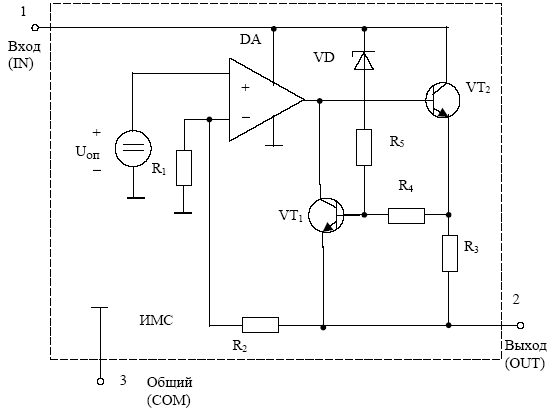 1
Вход
(IN)
DA
VD
VT2
+
−
+
Uоп
−
R1
R5
R4
VT1
R3
2
ИМС
R2
Выход
(OUT)
3 Общий
(COM)